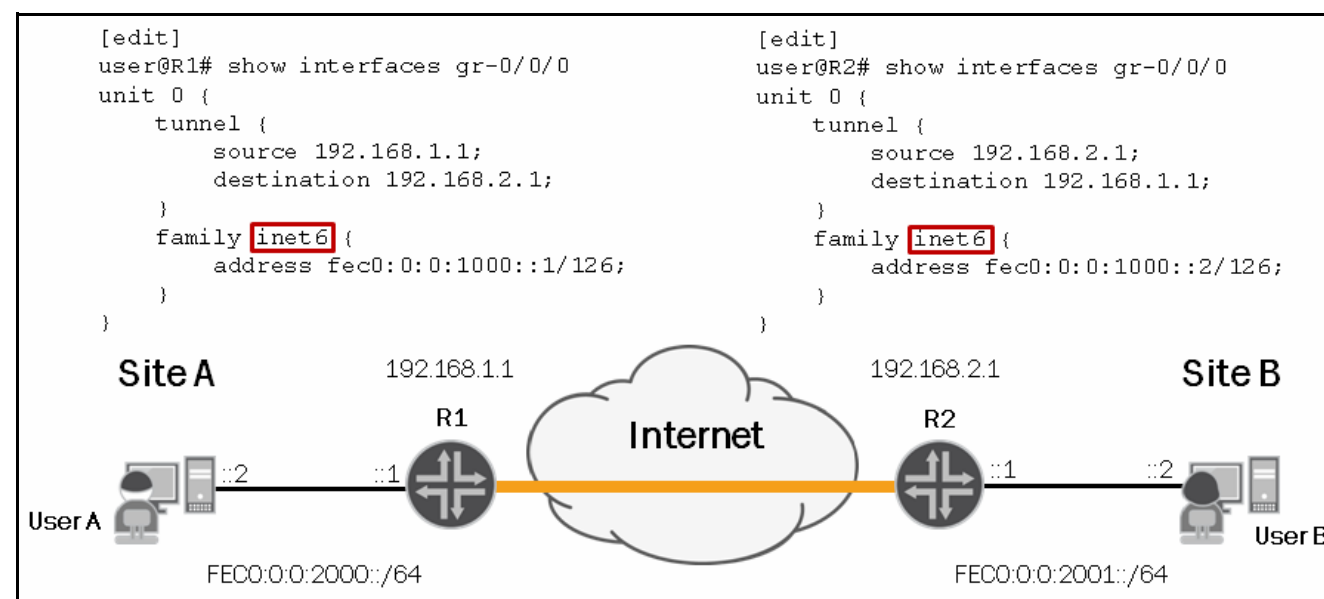 [edit]
user@R1# show interfaces gr-0/0/0
unit 0 {
tunnel {
source 192.168.1.1;
destination 192.168.2.1;
}
family inet6 {
address fec0:0:0:1000::1/126;
}
}
[edit]
user@R2# show interfaces gr-0/0/0
unit 0 {
tunnel {
source 192.168.2.1;
destination 192.168.1.1;
}
family inet6 {
address fec0:0:0:1000::2/126;
}
}
Site A
192.168.1.1
192.168.2.1
Site B
R1
Internet
R2
::2
::1
::1
::2
User A
User B
FEC0:0:0:2000::/64
FEC0:0:0:2001::/64